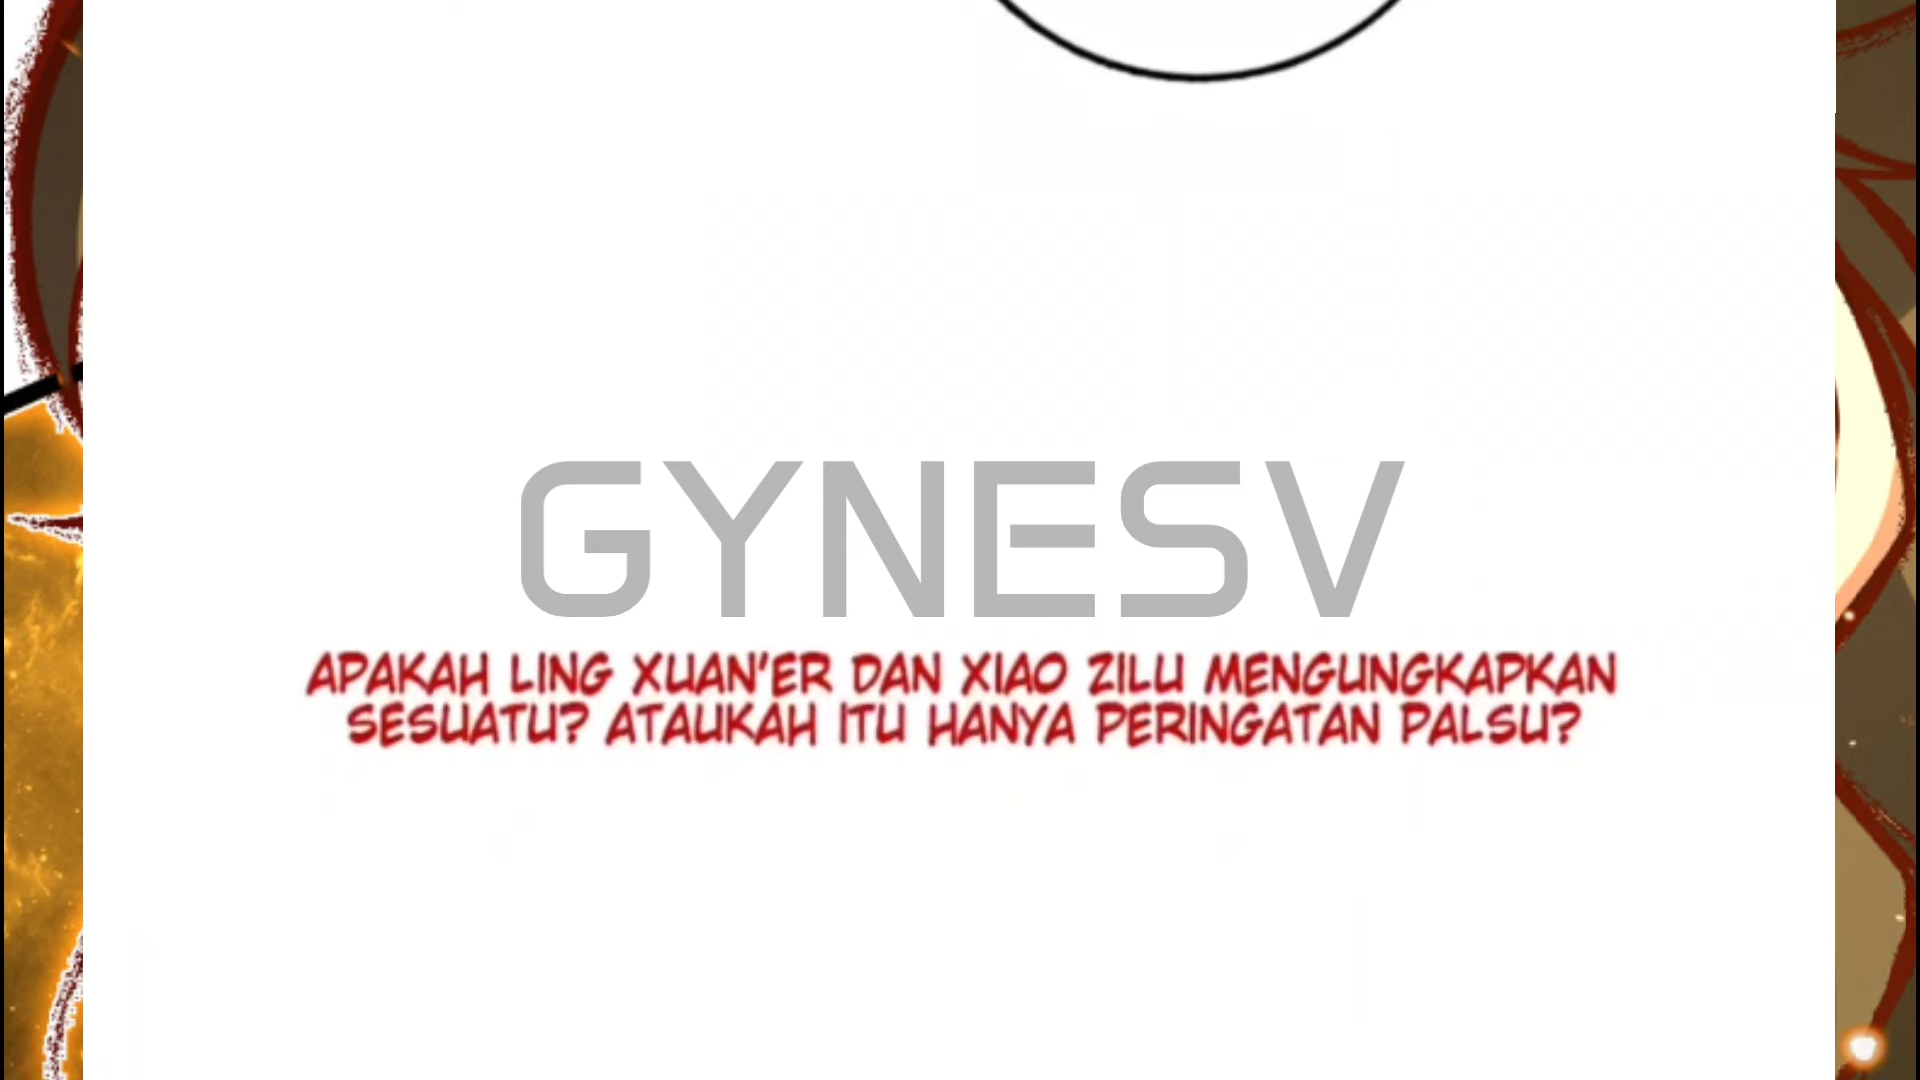 GYNESV
APAKAH LING XUAN'ER DAN XIAO ZILU MENGUNGKAPKAN
SESUATU? ATAUKAH ITU HANYA PERINGATAN PALSU?